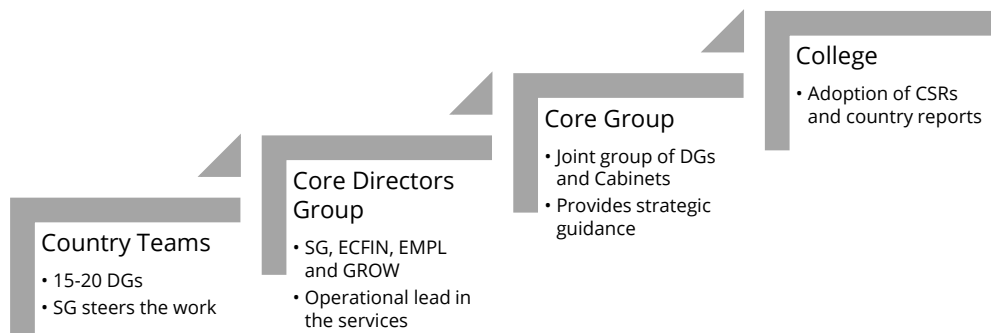 Country Teams
• 15-20 DGs
• SG steers the work
Core Directors
Group
• SG, ECFIN, EMPL
and GROW
• Operational lead in
the services
Core Group
• Joint group of DGs
and Cabinets
• Provides strategic
guidance
College
• Adoption of CSRs
and country reports